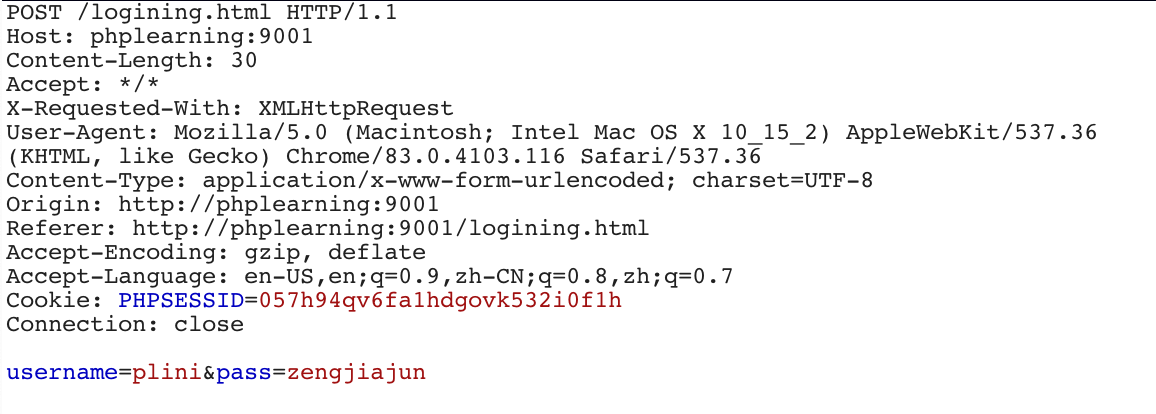 POST /logining.html HTTP/1.1
Host: phplearning:9001
Content-Length: 30
Accept: */*
X-Requested-With: XMLHttpRequest
User-Agent: Mozilla/5.0 (Macintosh; Intel Mac OS X 10_15_2) AppleWebKit/537.36
(KHTML, like Gecko) Chrome/83.0.4103.116 Safari/537.36
Content-Type: application/x-www-form-urlencoded; charset=UTF-8
Origin: http://phplearning:9001
Referer: http://phplearning:9001/logining.html
Accept-Encoding: gzip, deflate
Accept-Language: en-US,en;q=0.9,zh-CN;q=0.8,zh;q=0.7
Cookie: PHPSESSID=057h94qv6fa1hdgovk532i0f1h
Connection: close

username=plini&pass=zengjiajun